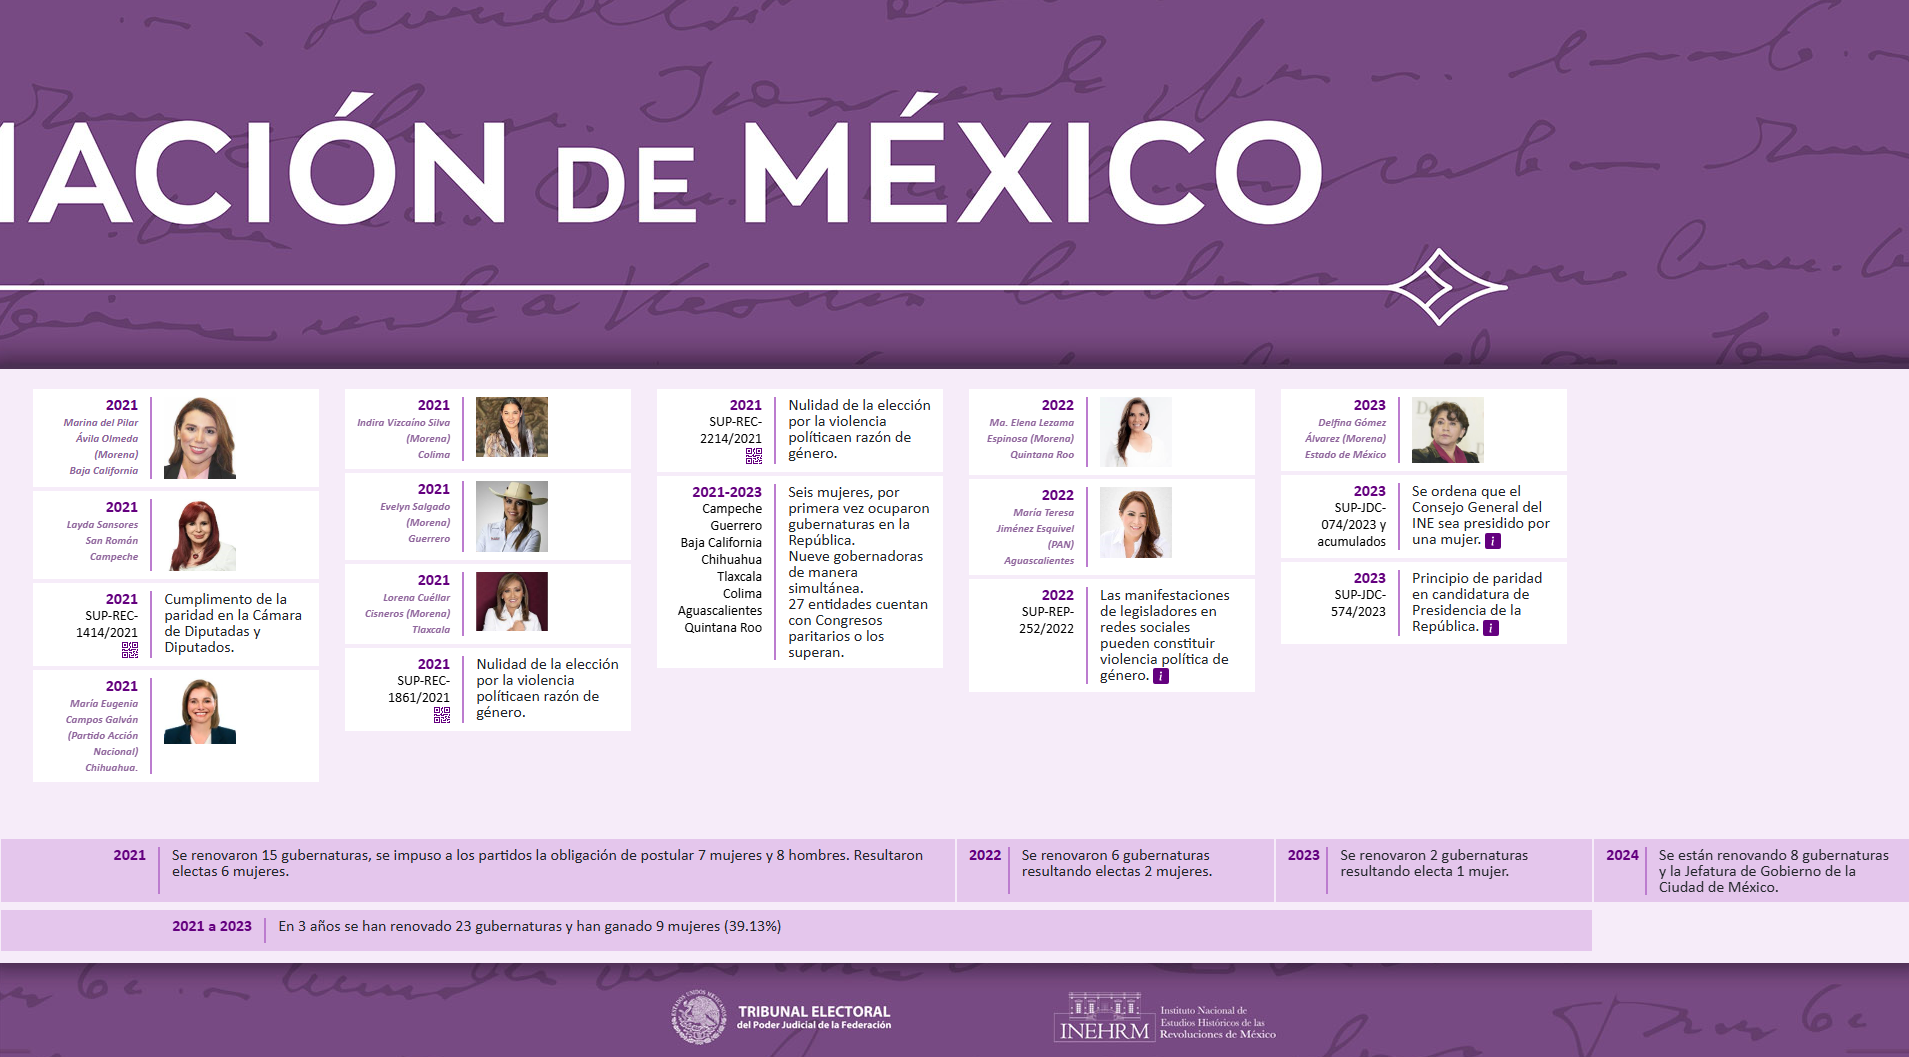 ACIÓN DE MÉXICO
2021
Marina del Pilar
Ávila Olmeda
(Morena)
Baja California
2021
Layda Sansores
San Román
Campeche
2021
SUP-REC-
1414/2021
Cumplimento de la
paridad en la Cámara
de Diputadas y
Diputados.
2021
María Eugenia
Campos Galván
(Partido Acción
Nacional)
Chihuahua.
2021
Indira Vizcaíno Silva
(Morena)
Colima
2021
Evelyn Salgado
(Morena)
Guerrero
2021
Lorena Cuéllar
Cisneros (Morena)
Tlaxcala
2021
SUP-REC-
1861/2021
Nulidad de la elección
por la violencia
políticaen razón de
género.
2021
SUP-REC-
2214/2021
Nulidad de la elección
por la violencia
políticaen razón de
género.
2021-2023
Campeche
Guerrero
Baja California
Chihuahua
Tlaxcala
Colima
Aguascalientes
Quintana Roo
Seis mujeres, por
primera vez ocuparon
gubernaturas en la
República.
Nueve gobernadoras
de manera
simultánea.
27 entidades cuentan
con Congresos
paritarios o los
superan.
2022
Ma. Elena Lezama
Espinosa (Morena)
Quintana Roo
2022
María Teresa
Jiménez Esquivel
(PAN)
Aguascalientes
2022
SUP-REP-
252/2022
Las manifestaciones
de legisladores en
redes sociales
pueden constituir
violencia política de
género. i
2023
Delfina Gómez
Álvarez (Morena)
Estado de México
2023
SUP-JDC-
074/2023 y
acumulados
Se ordena que el
Consejo General del
INE sea presidido por
una mujer. i
2023
SUP-JDC-
574/2023
Principio de paridad
en candidatura de
Presidencia de la
República. i
2021
Se renovaron 15 gubernaturas, se impuso a los partidos la obligación de postular 7 mujeres y 8 hombres. Resultaron
electas 6 mujeres.
2022
Se renovaron 6 gubernaturas
resultando electas 2 mujeres.
2023
Se renovaron 2 gubernaturas
resultando electa 1 mujer.
2024
Se están renovando 8 gubernaturas
y la Jefatura de Gobierno de la
Ciudad de México.
2021 a 2023
En 3 años se han renovado 23 gubernaturas y han ganado 9 mujeres (39.13%)
TRIBUNAL ELECTORAL
del Poder Judicial de la Federación
INEHRM
Instituto Nacional de
Estudios Históricos de las
Revoluciones de México